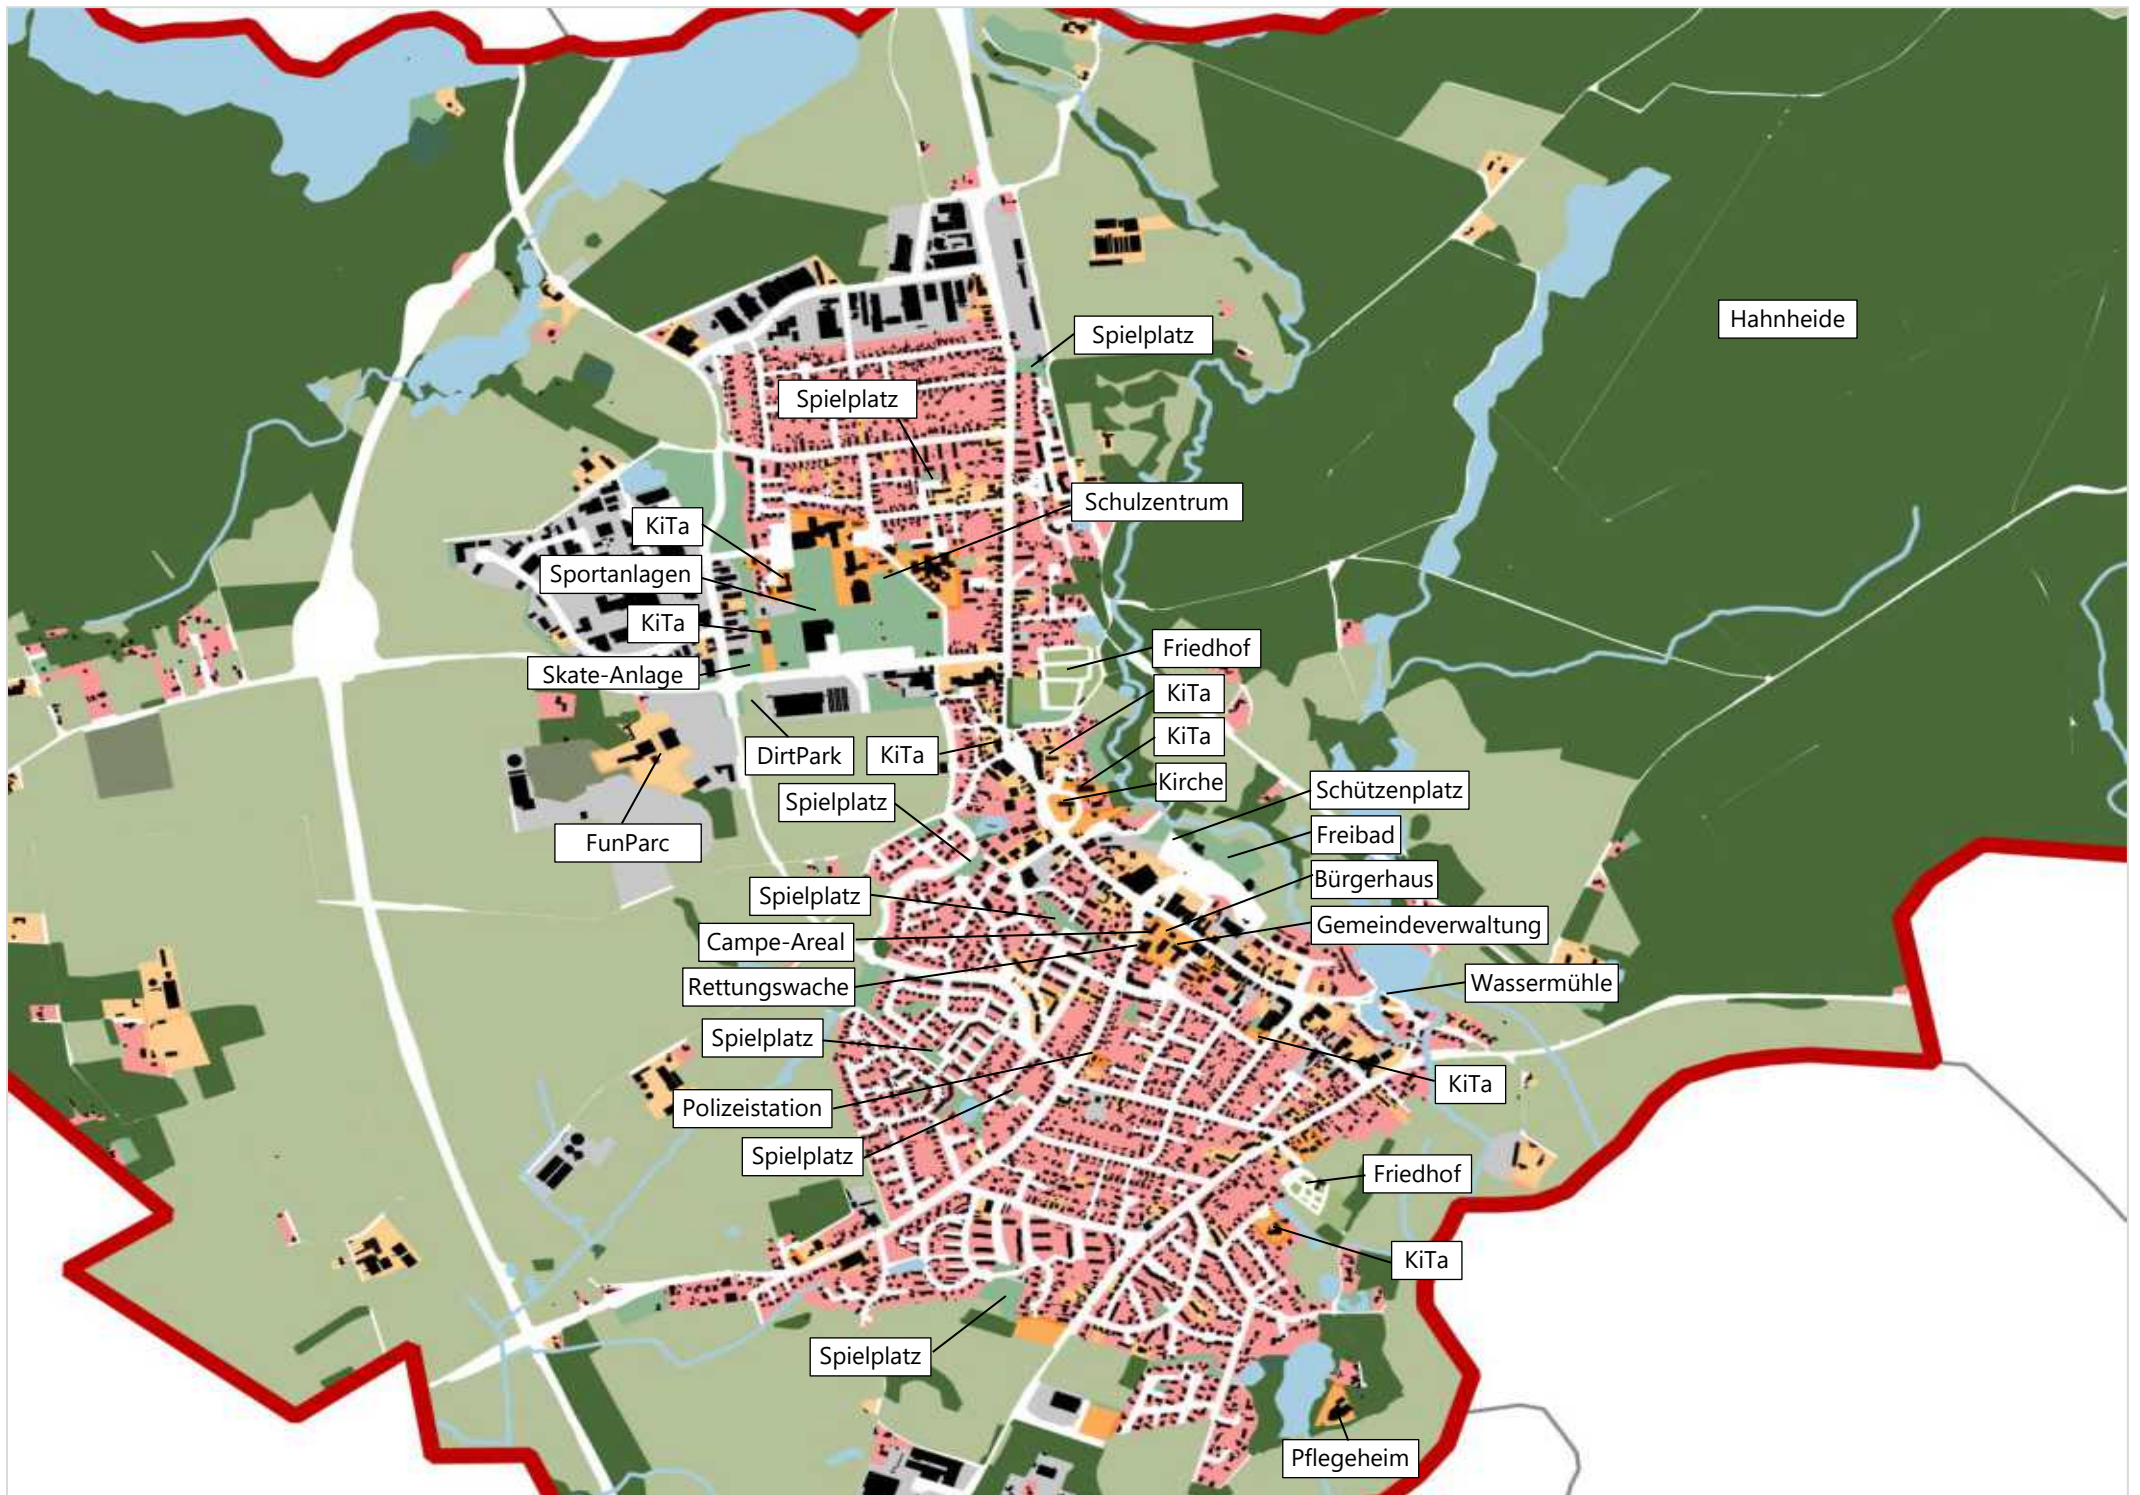 Hahnheide
Spielplatz
Spielplatz
Schulzentrum
KiTa
Sportanlagen
KiTa
Friedhof
Skate-Anlage
KiTa
KiTa
DirtPark
KiTa
Kirche
Schützenplatz
Spielplatz
Freibad
FunParc
Bürgerhaus
Spielplatz
Gemeindeverwaltung
Campe-Areal
Wassermühle
Rettungswache
Spielplatz
KiTa
Polizeistation
Spielplatz
Friedhof
KiTa
Spielplatz
Pflegeheim